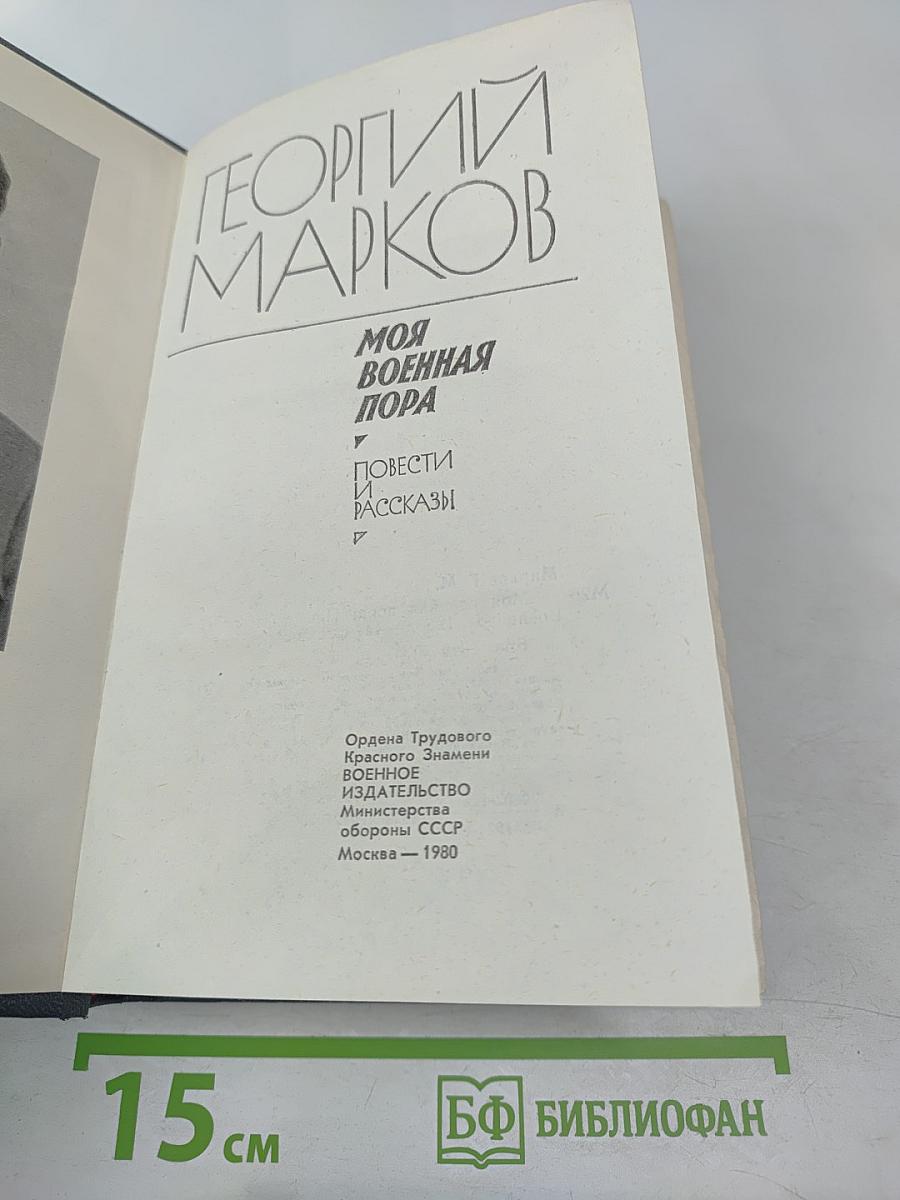 ГЕОРГИЙ
МАРКОВ
МОЯ
ВОЕННАЯ
ПОРА
ПОВЕСТИ
И
РАССКАЗЫ
Ордена Трудового
Красного Знамени
ВОЕННОЕ
ИЗДАТЕЛЬСТВО
Министерства
обороны СССР
Москва — 1980
15 см
БФ БИБЛИОФАН